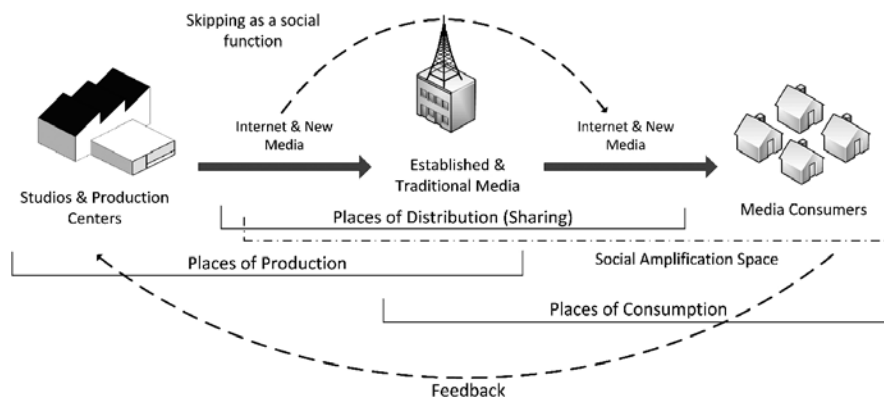 Skipping as a social
function
Internet & New
Media
Internet & New
Media
Established &
Traditional Media
Studios & Production
Centers
Media Consumers
Places of Distribution (Sharing)
Places of Production
Social Amplification Space
Places of Consumption
Feedback